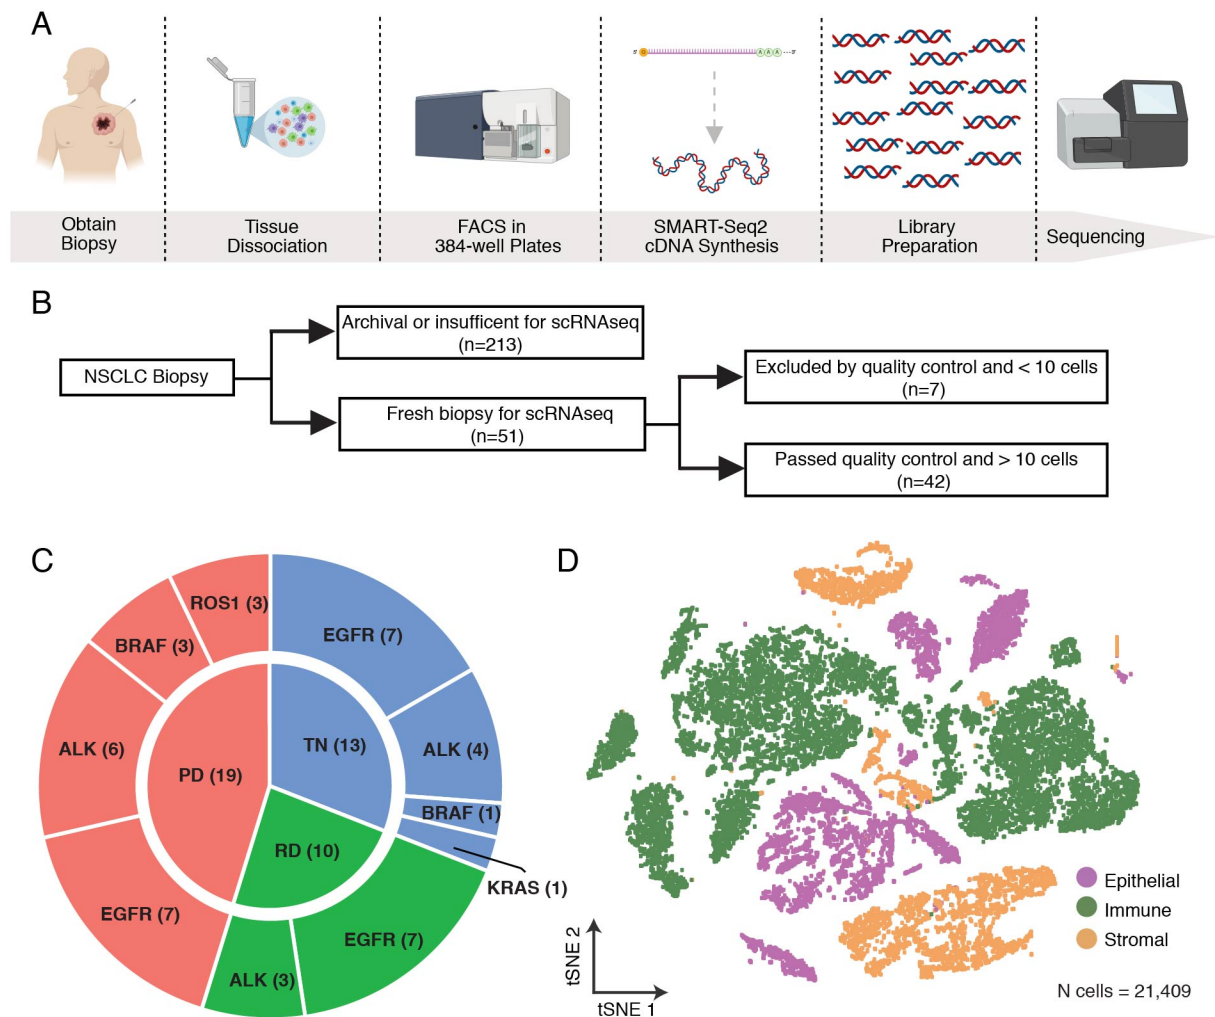 A
5'
G
A A A
3'
Obtain
Biopsy
Tissue
Dissociation
FACS in
384-well Plates
SMART-Seq2
cDNA Synthesis
Library
Preparation
Sequencing
B
NSCLC Biopsy
Archival or insufficent for scRNAseq
(n=213)
Fresh biopsy for scRNAseq
(n=51)
Excluded by quality control and < 10 cells
(n=7)
Passed quality control and > 10 cells
(n=42)
C
ROS1 (3)
BRAF (3)
EGFR (7)
ALK (6)
PD (19)
TN (13)
ALK (4)
BRAF (1)
RD (10)
KRAS (1)
EGFR (7)
EGFR (7)
ALK (3)
D
Epithelial
Immune
Stromal
tSNE 2
tSNE 1
N cells = 21,409